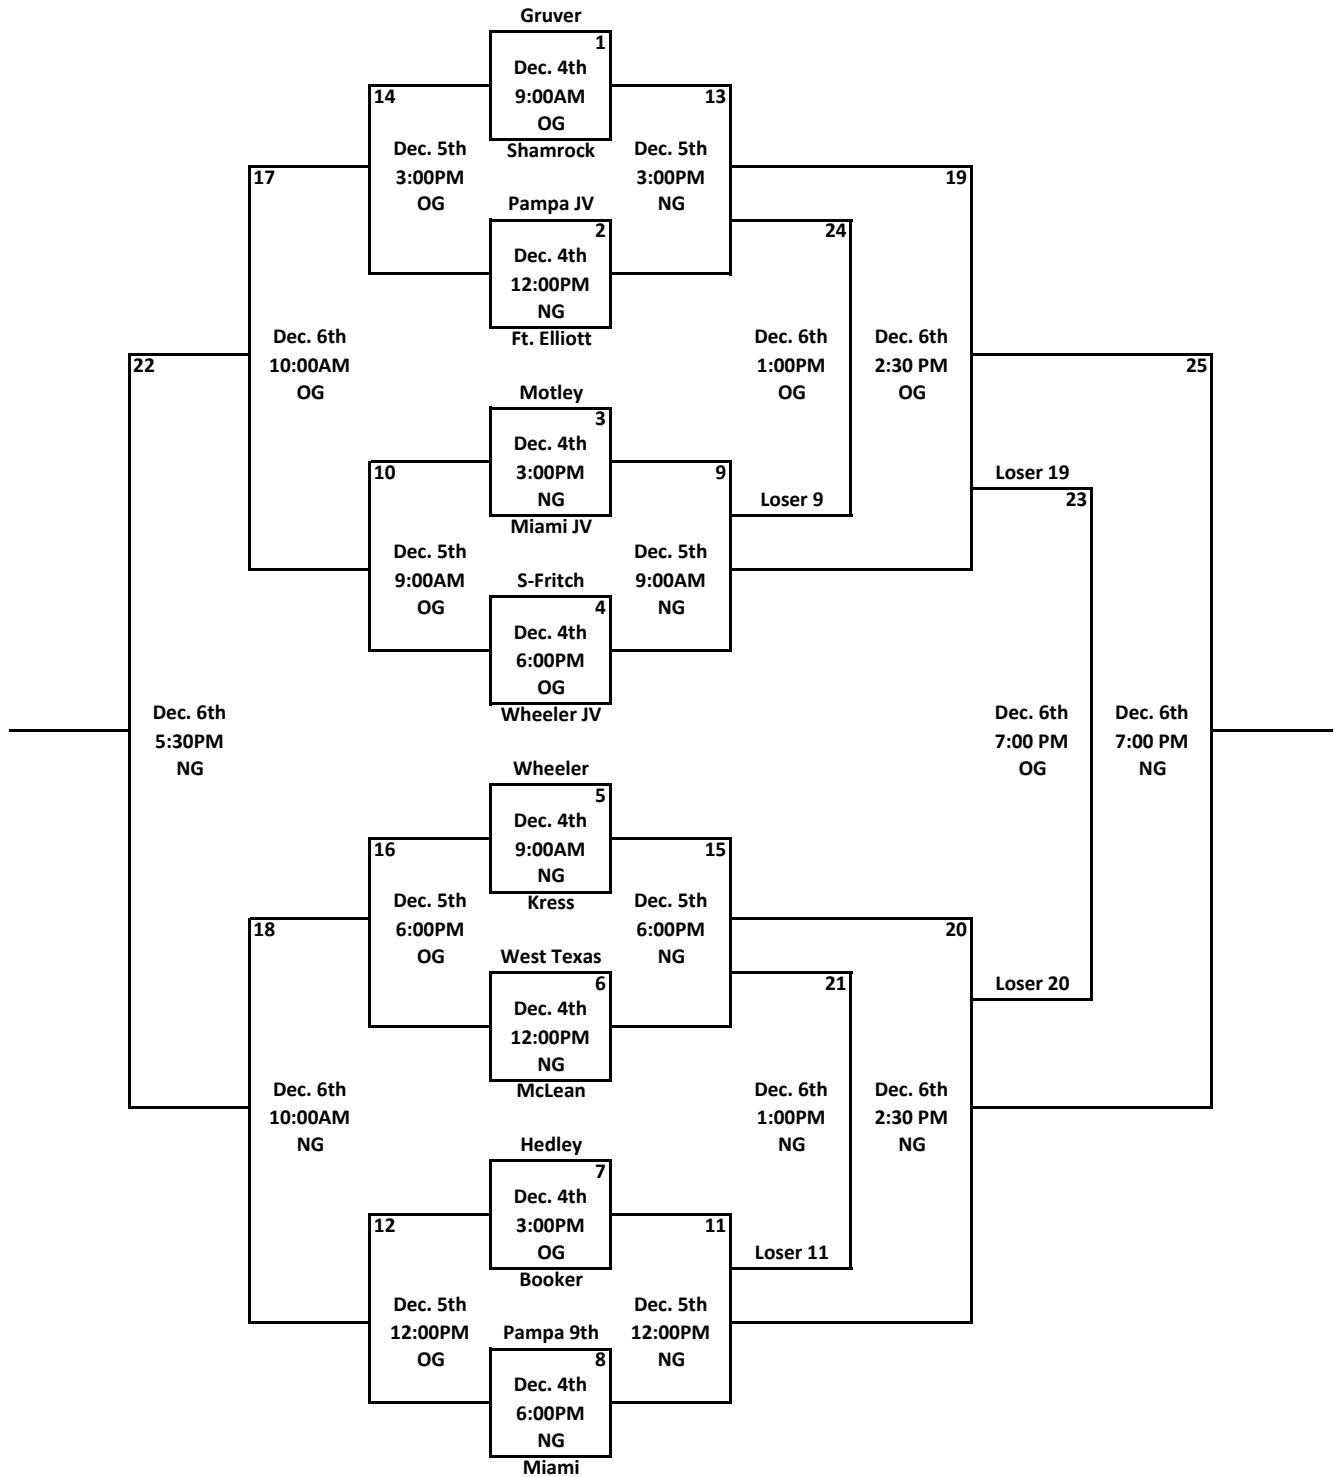 Gruver
1
Dec. 4th
9:00AM
OG
Shamrock
14
Dec. 5th
3:00PM
OG
13
Dec. 5th
3:00PM
NG
Pampa JV
2
Dec. 4th
12:00PM
NG
Ft. Elliott
17
Dec. 6th
10:00AM
OG
19
Dec. 6th
2:30 PM
OG
24
Dec. 6th
1:00PM
OG
Loser 9
Motley
3
Dec. 4th
3:00PM
NG
Miami JV
10
Dec. 5th
9:00AM
OG
9
Dec. 5th
9:00AM
NG
S-Fritch
4
Dec. 4th
6:00PM
OG
Wheeler JV
22
Dec. 6th
5:30PM
NG
25
Dec. 6th
7:00 PM
NG
Loser 19
23
Dec. 6th
7:00 PM
OG
Loser 20
Wheeler
5
Dec. 4th
9:00AM
NG
Kress
16
Dec. 5th
6:00PM
OG
15
Dec. 5th
6:00PM
NG
West Texas
6
Dec. 4th
12:00PM
NG
McLean
18
Dec. 6th
10:00AM
NG
20
Dec. 6th
2:30 PM
NG
21
Dec. 6th
1:00PM
NG
Loser 11
Hedley
7
Dec. 4th
3:00PM
OG
Booker
12
Dec. 5th
12:00PM
OG
11
Dec. 5th
12:00PM
NG
Pampa 9th
8
Dec. 4th
6:00PM
NG
Miami